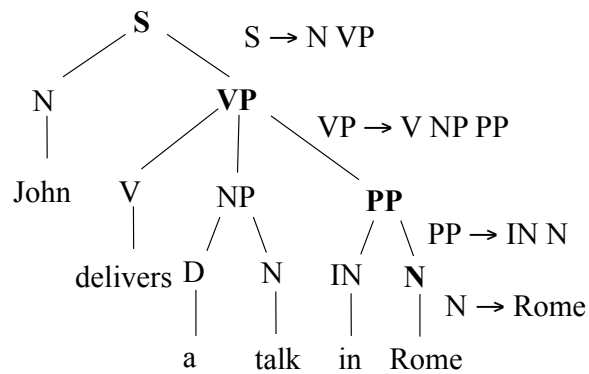 S
S → N VP
N
VP
VP → V NP PP
John
V
NP
PP
PP → IN N
delivers
D
N
IN
N
N → Rome
a
talk
in
Rome